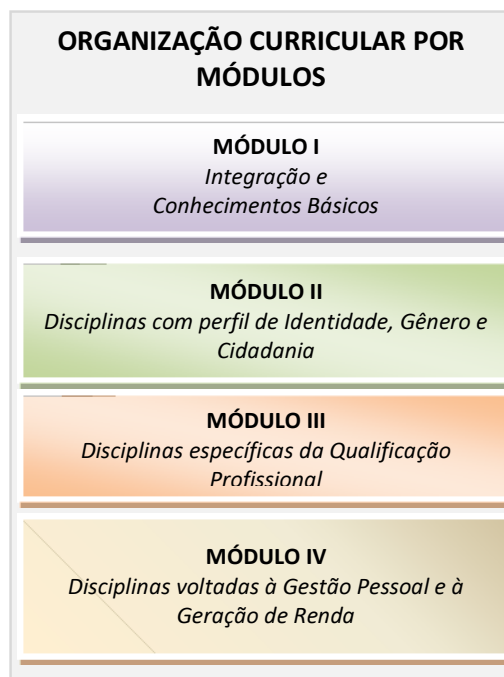 ORGANIZAÇÃO CURRICULAR POR
MÓDULOS
MÓDULO I
Integração e
Conhecimentos Básicos
MÓDULO II
Disciplinas com perfil de Identidade, Gênero e
Cidadania
MÓDULO III
Disciplinas específicas da Qualificação
Profissional
MÓDULO IV
Disciplinas voltadas à Gestão Pessoal e à
Geração de Renda